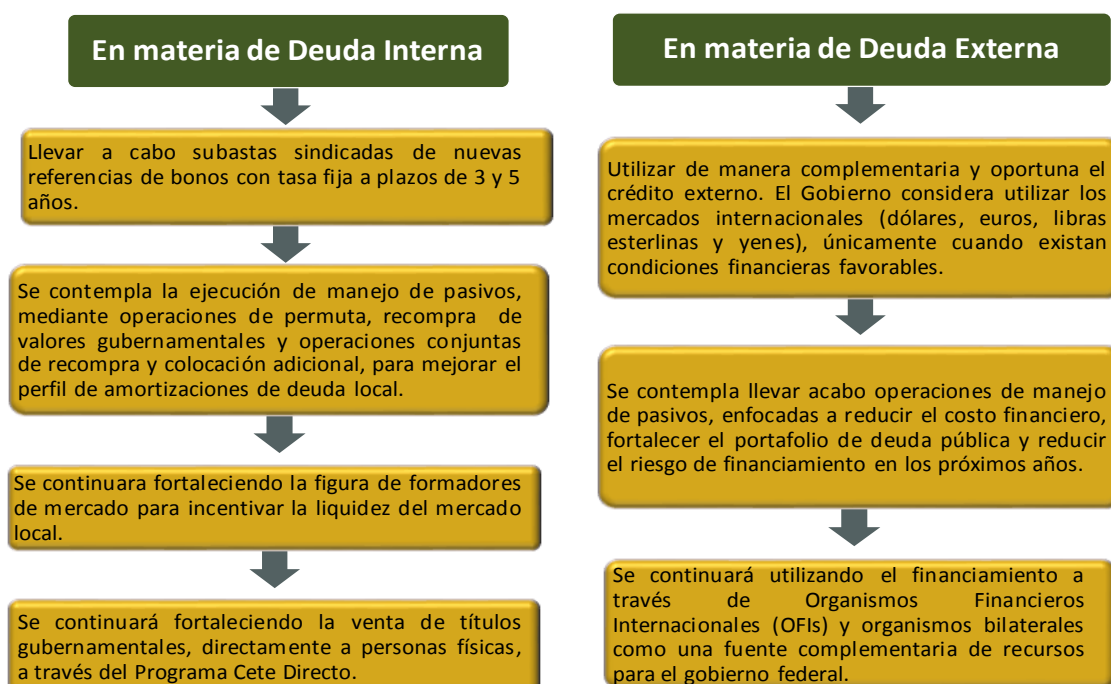 En materia de Deuda Interna
Llevar a cabo subastas sindicadas de nuevas
referencias de bonos con tasa fija a plazos de 3 y 5
años.
Se contempla la ejecución de manejo de pasivos,
mediante operaciones de permuta, recompra de
valores gubernamentales y operaciones conjuntas
de recompra y colocación adicional, para mejorar el
perfil de amortizaciones de deuda local.
Se continuara fortaleciendo la figura de formadores
de mercado para incentivar la liquidez del mercado
local.
Se continuará fortaleciendo la venta de títulos
gubernamentales, directamente a personas físicas,
a través del Programa Cete Directo.
En materia de Deuda Externa
Utilizar de manera complementaria y oportuna el
crédito externo. El Gobierno considera utilizar los
mercados internacionales (dólares, euros, libras
esterlinas y yenes), únicamente cuando existan
condiciones financieras favorables.
Se contempla llevar acabo operaciones de manejo
de pasivos, enfocadas a reducir el costo financiero,
fortalecer el portafolio de deuda pública y reducir
el riesgo de financiamiento en los próximos años.
Se continuará utilizando el financiamiento a
través de Organismos Financieros
Internacionales (OFIs) y organismos bilaterales
como una fuente complementaria de recursos
para el gobierno federal.